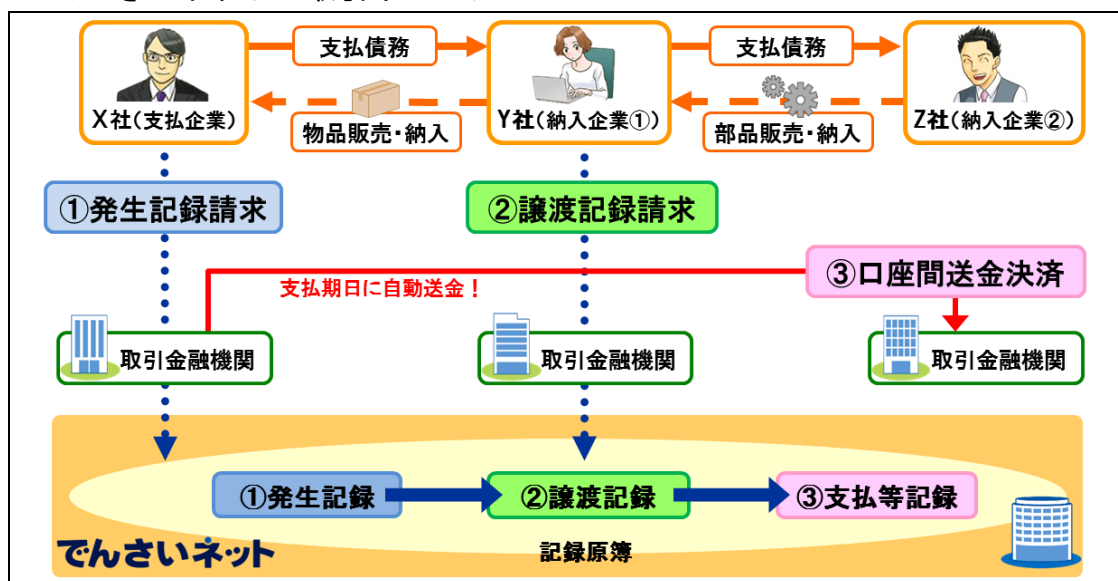 支払債務
支払債務
X社(支払企業)
物品販売・納入
Y社(納入企業①)
部品販売・納入
Z社(納入企業②)
①発生記録請求
②譲渡記録請求
③口座間送金決済
支払期日に自動送金！
取引金融機関
取引金融機関
取引金融機関
①発生記録
②譲渡記録
③支払等記録
でんさいネット
記録原簿